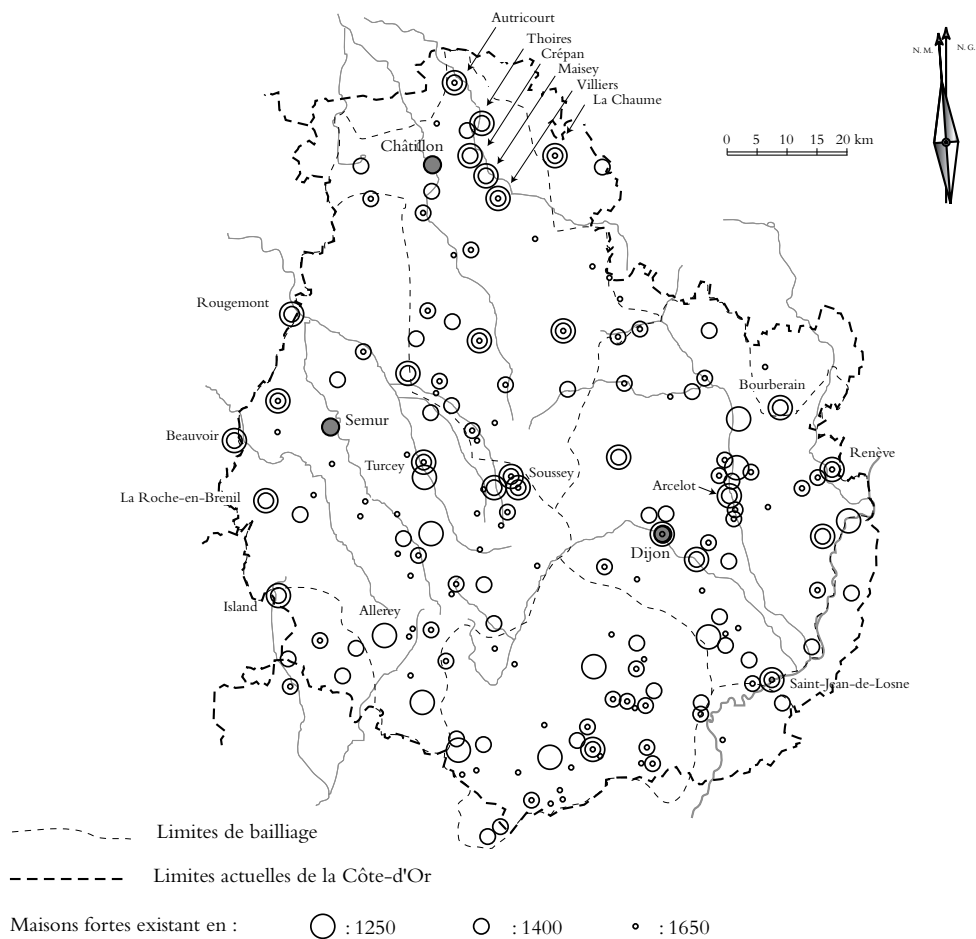 Autricourt
Thoires
Crépan
Maisey
Villiers
La Chaume
N. M.
N. G.
0 5 10 15 20 km
Châtillon
Rougemont
Bourberain
Semur
Beauvoir
Turcey
Soussey
Renève
Arcelot
La Roche-en-Brenil
Dijon
Island
Allerey
Saint-Jean-de-Losne
Limites de bailliage
Limites actuelles de la Côte-d'Or
Maisons fortes existant en : : 1250 : 1400 : 1650